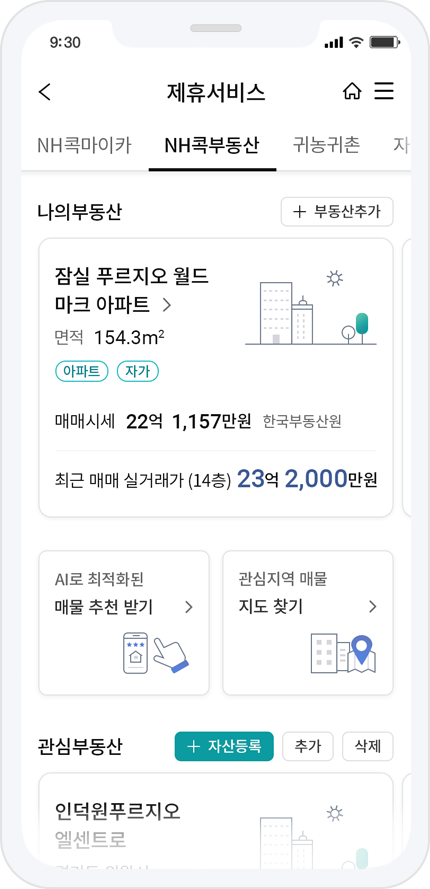 9:30
제휴서비스
NH콕마이카 NH콕부동산 귀농귀촌 자
나의부동산 + 부동산추가
잠실 푸르지오 월드
마크 아파트 >
면적 154.3m²
아파트 자가
매매시세 22억 1,157만원 한국부동산원
최근 매매 실거래가 (14층) 23억 2,000만원
AI로 최적화된
매물 추천 받기 >
관심지역 매물
지도 찾기 >
관심부동산 + 자산등록 추가 삭제
인덕원푸르지오
엘센트로